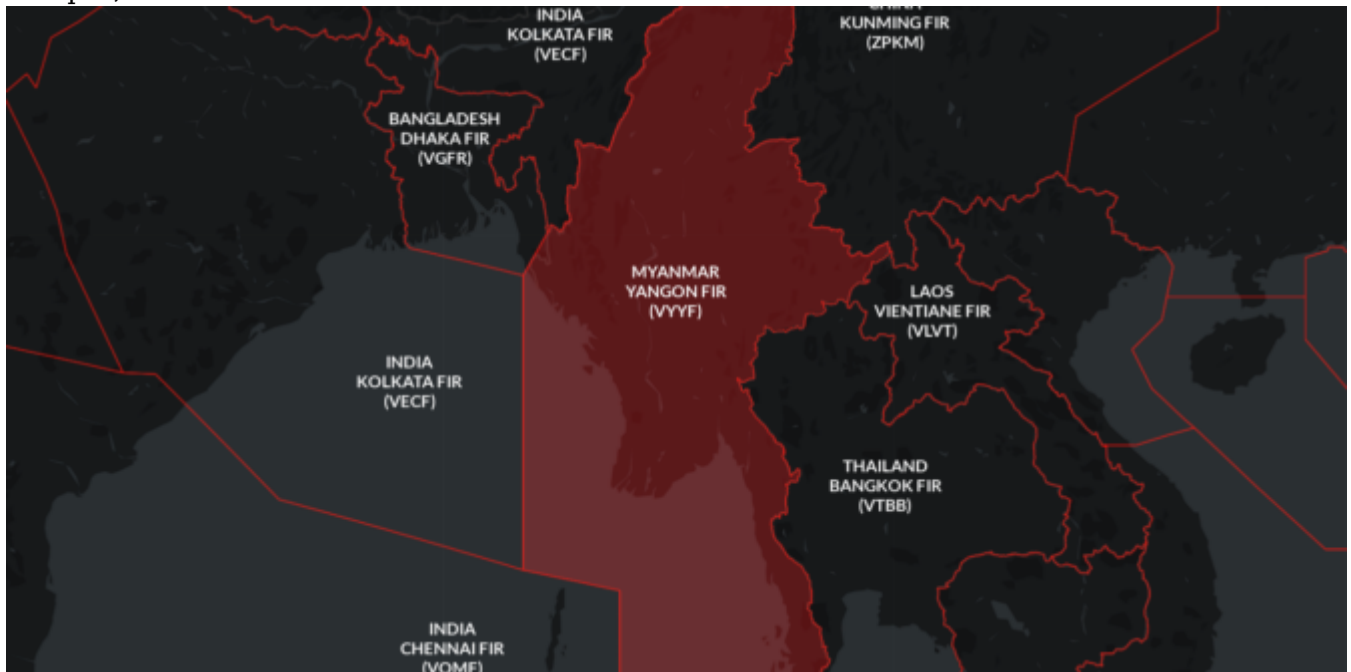 INDIA
KOLKATA FIR
(VECF)
KUNMING FIR
(ZPKM)
BANGLADESH
DHAKA FIR
(VGFR)
MYANMAR
YANGON FIR
(VYYF)
LAOS
VIENTIANE FIR
(VLVT)
INDIA
KOLKATA FIR
(VECF)
THAILAND
BANGKOK FIR
(VTBB)
INDIA
CHENNAI FIR
(VOMF)